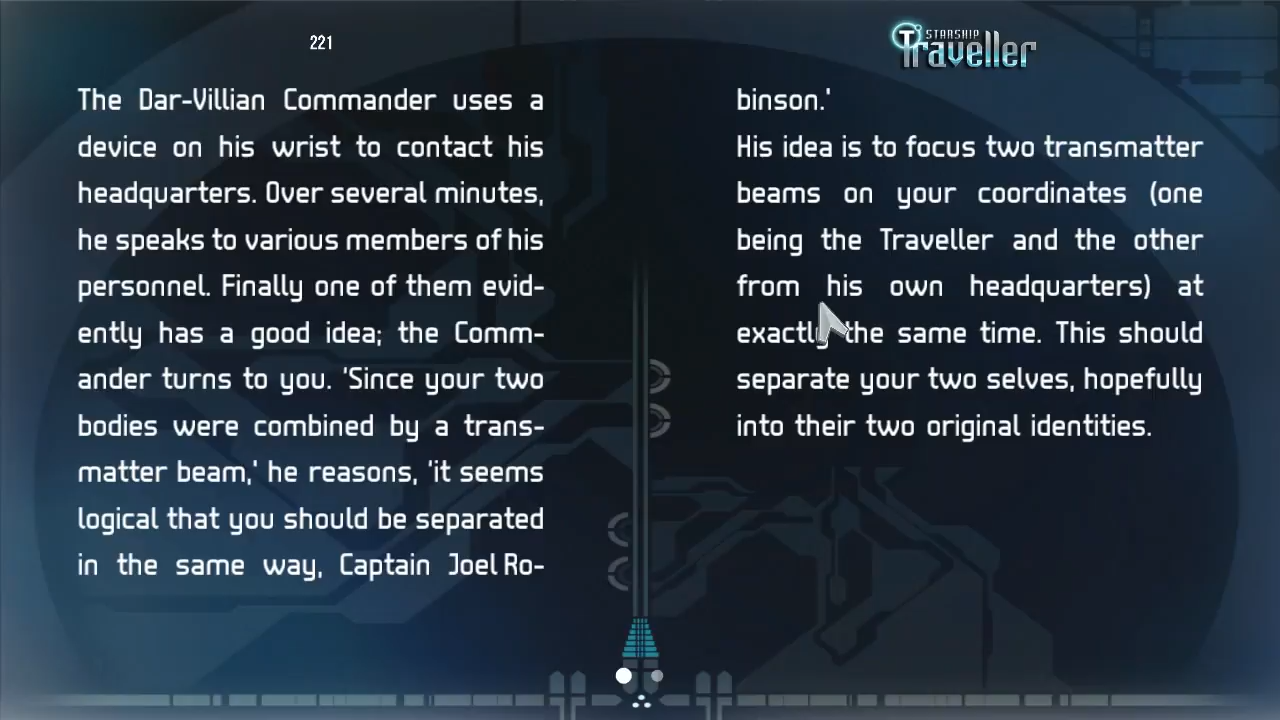 221
STARSHIP
Traveller
The Dar-Villian Commander uses a
device on his wrist to contact his
headquarters. Over several minutes,
he speaks to various members of his
personnel. Finally one of them evid-
ently has a good idea; the Comm-
ander turns to you. 'Since your two
bodies were combined by a trans-
matter beam,' he reasons, 'it seems
logical that you should be separated
in the same way, Captain Joel Ro-
binson.'
His idea is to focus two transmatter
beams on your coordinates (one
being the Traveller and the other
from his own headquarters) at
exactly the same time. This should
separate your two selves, hopefully
into their two original identities.